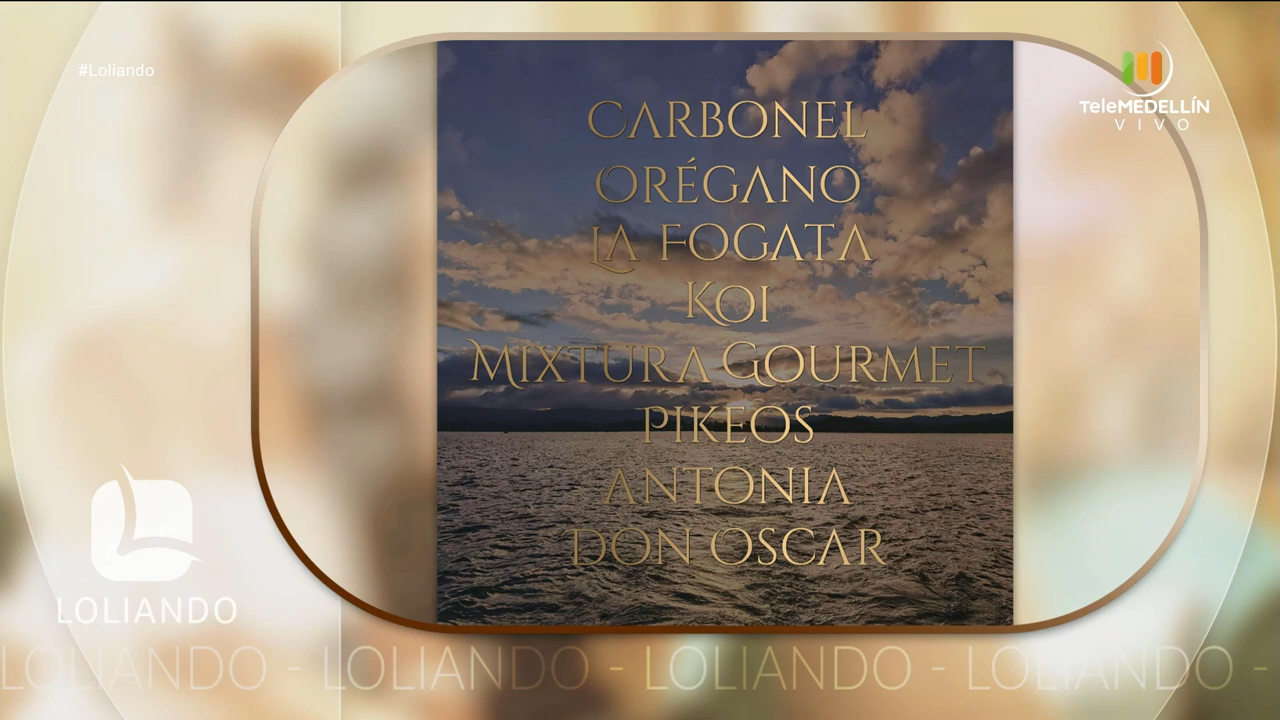 #Loliando
TeleMEDELLÍN
VIVO
CARBONEL
ORÉGANO
LA FOGATA
KOI
MIXTURA GOURMET
PIKEOS
ANTONIA
DON OSCAR
LOLIANDO
LOLIANDO - LOLIANDO - LOLIANDO - LOLIANDO -